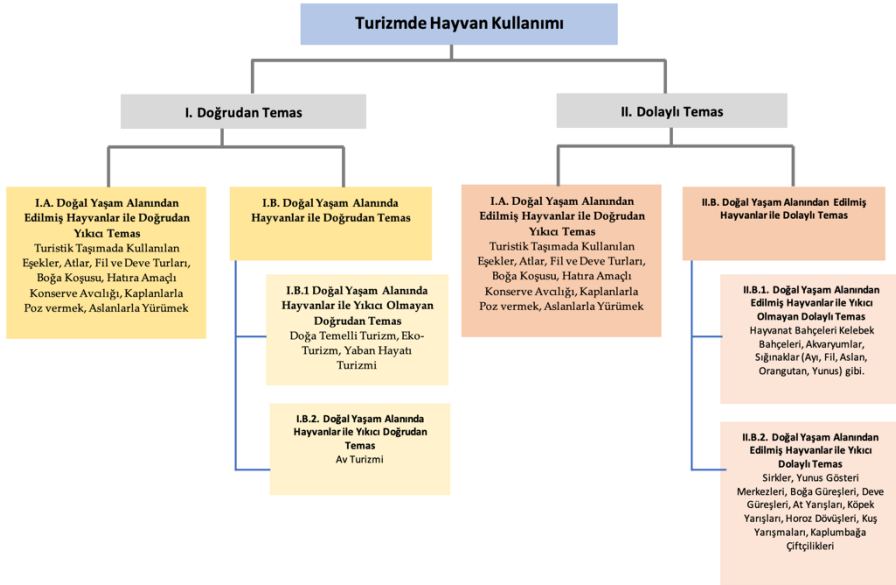 Turizmde Hayvan Kullanımı
I. Doğrudan Temas
II. Dolaylı Temas
I.A. Doğal Yaşam Alanından
Edilmiş Hayvanlar ile Doğrudan
Yıkıcı Temas
Turistik Taşımada Kullanılan
Eşekler, Atlar, Fil ve Deve Turları,
Boğa Koşusu, Hatıra Amaçlı
Konserve Avcılığı, Kaplanlarla
Poz vermek, Aslanlarla Yürümek
I.B. Doğal Yaşam Alanında
Hayvanlar ile Doğrudan Temas
I.B.1 Doğal Yaşam Alanında
Hayvanlar ile Yıkıcı Olmayan
Doğrudan Temas
Doğa Temelli Turizm, Eko-
Turizm, Yaban Hayatı
Turizmi
I.B.2. Doğal Yaşam Alanında
Hayvanlar ile Yıkıcı Doğrudan
Temas
Av Turizmi
I.A. Doğal Yaşam Alanından
Edilmiş Hayvanlar ile Doğrudan
Yıkıcı Temas
Turistik Taşımada Kullanılan
Eşekler, Atlar, Fil ve Deve Turları,
Boğa Koşusu, Hatıra Amaçlı
Konserve Avcılığı, Kaplanlarla
Poz vermek, Aslanlarla Yürümek
II.B. Doğal Yaşam Alanından Edilmiş
Hayvanlar ile Dolaylı Temas
II.B.1. Doğal Yaşam Alanından
Edilmiş Hayvanlar ile Yıkıcı
Olmayan Dolaylı Temas
Hayvanat Bahçeleri Kelebek
Bahçeleri, Akvaryumlar,
Sığınaklar (Ayı, Fil, Aslan,
Orangutan, Yunus) gibi.
II.B.2. Doğal Yaşam Alanından
Edilmiş Hayvanlar ile Yıkıcı
Dolaylı Temas
Sirkler, Yunus Gösteri
Merkezleri, Boğa Güreşleri, Deve
Güreşleri, At Yarışları, Köpek
Yarışları, Horoz Dövüşleri, Kuş
Yarışmaları, Kaplumbağa
Çiftçilikleri